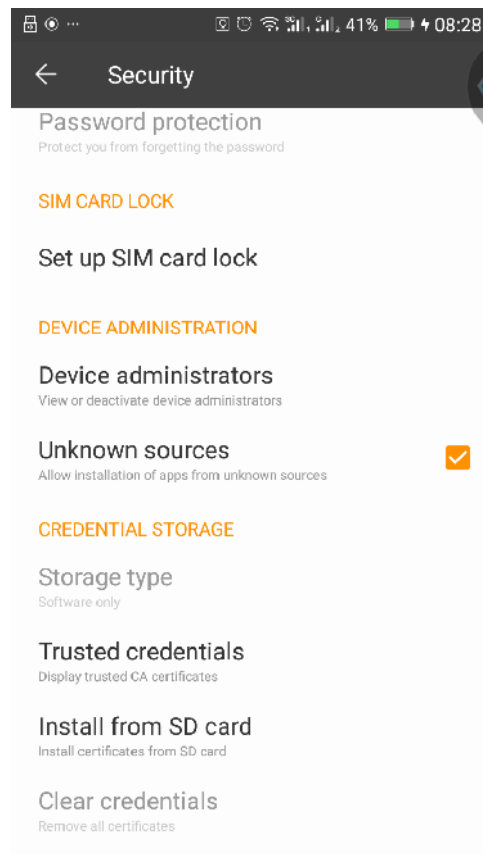 41% 08:28
Security
Password protection
Protect you from forgetting the password
SIM CARD LOCK
Set up SIM card lock
DEVICE ADMINISTRATION
Device administrators
View or deactivate device administrators
Unknown sources
Allow installation of apps from unknown sources
CREDENTIAL STORAGE
Storage type
Software only
Trusted credentials
Display trusted CA certificates
Install from SD card
Install certificates from SD card
Clear credentials
Remove all certificates